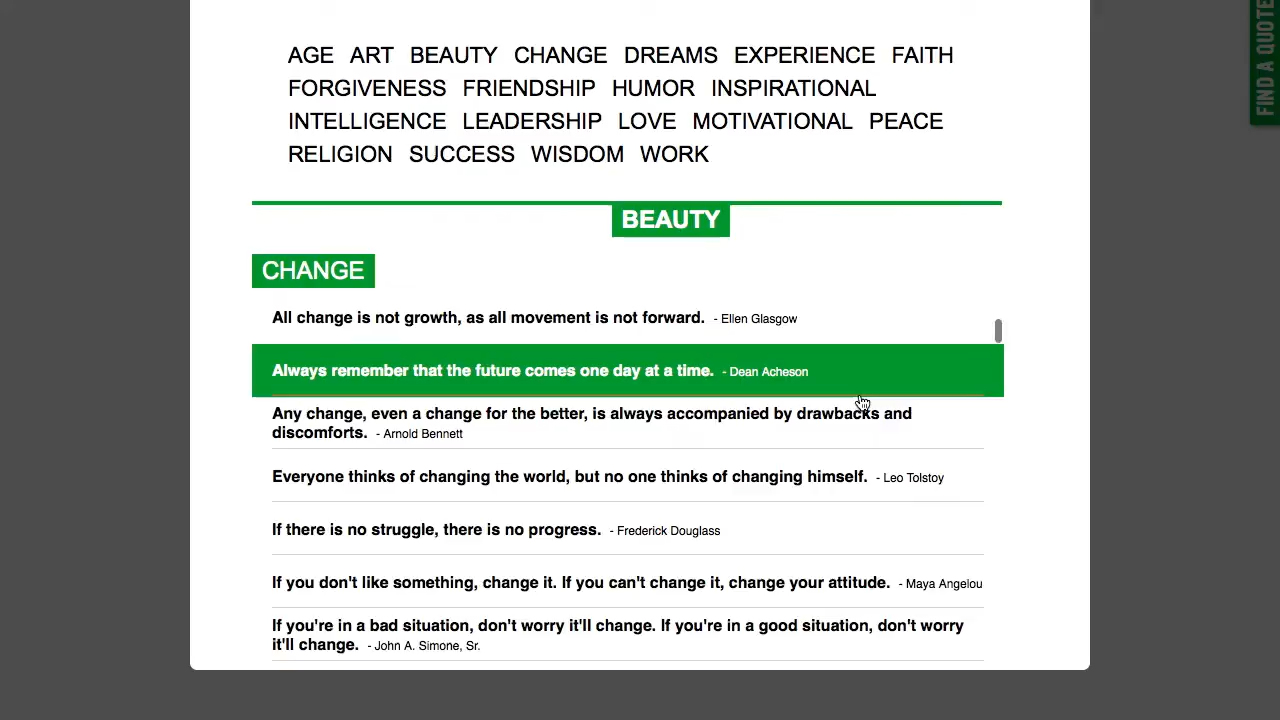 FIND A QUOTE
AGE ART BEAUTY CHANGE DREAMS EXPERIENCE FAITH
FORGIVENESS FRIENDSHIP HUMOR INSPIRATIONAL
INTELLIGENCE LEADERSHIP LOVE MOTIVATIONAL PEACE
RELIGION SUCCESS WISDOM WORK
BEAUTY
CHANGE
All change is not growth, as all movement is not forward. - Ellen Glasgow
Always remember that the future comes one day at a time. - Dean Acheson
Any change, even a change for the better, is always accompanied by drawbacks and
discomforts. - Arnold Bennett
Everyone thinks of changing the world, but no one thinks of changing himself. - Leo Tolstoy
If there is no struggle, there is no progress. - Frederick Douglass
If you don't like something, change it. If you can't change it, change your attitude. - Maya Angelou
If you're in a bad situation, don't worry it'll change. If you're in a good situation, don't worry
it'll change. - John A. Simone, Sr.